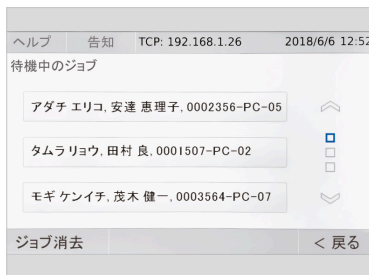 ヘルプ 告知 TCP: 192.168.1.26 2018/6/6 12:52
待機中のジョブ
アダチ エリコ, 安達 恵理子, 0002356-PC-05
タムラ リョウ, 田村 良, 0001507-PC-02
モギ ケンイチ, 茂木 健一, 0003564-PC-07
ジョブ消去 < 戻る